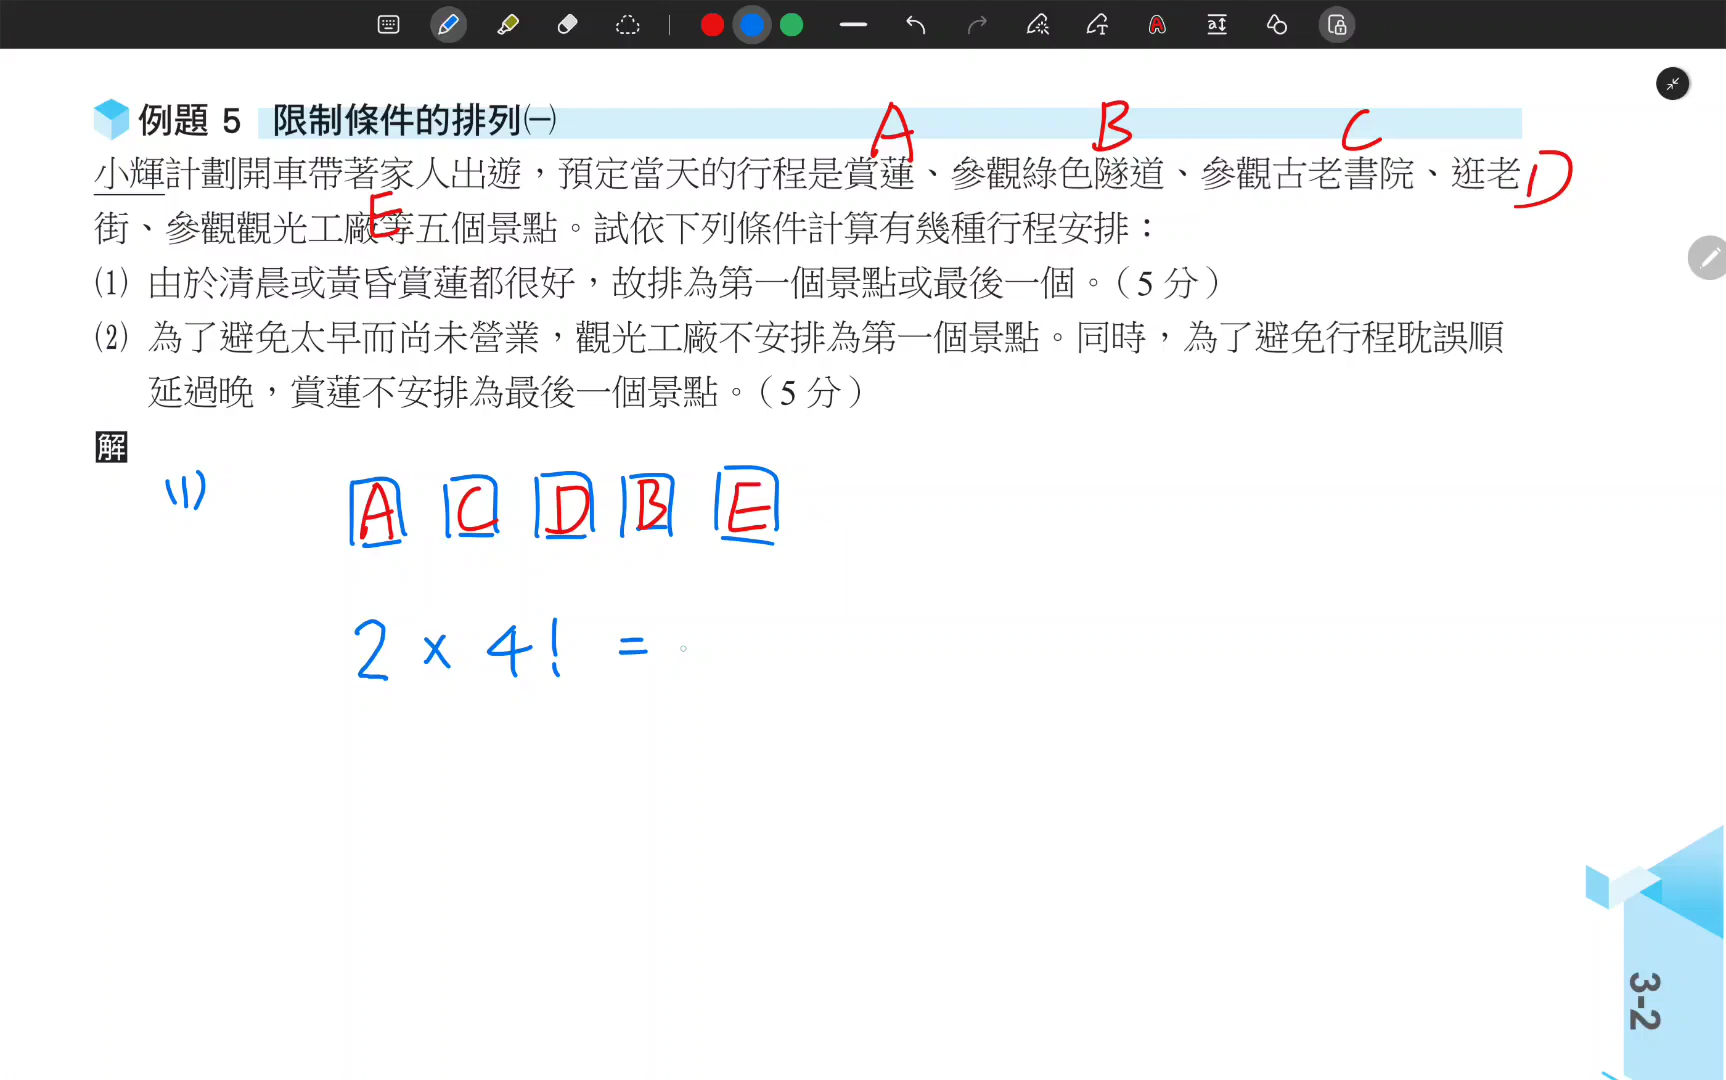 例題 5 限制條件的排列㈠
A B C
小輝計劃開車帶著家人出遊，預定當天的行程是賞蓮、參觀綠色隧道、參觀古老書院、逛老 D
E
街、參觀觀光工廠等五個景點。試依下列條件計算有幾種行程安排：
⑴ 由於清晨或黃昏賞蓮都很好，故排為第一個景點或最後一個。（5 分）
⑵ 為了避免太早而尚未營業，觀光工廠不安排為第一個景點。同時，為了避免行程耽誤順
延過晚，賞蓮不安排為最後一個景點。（5 分）
解
(1) A C D B E
2 × 4! =
3-2